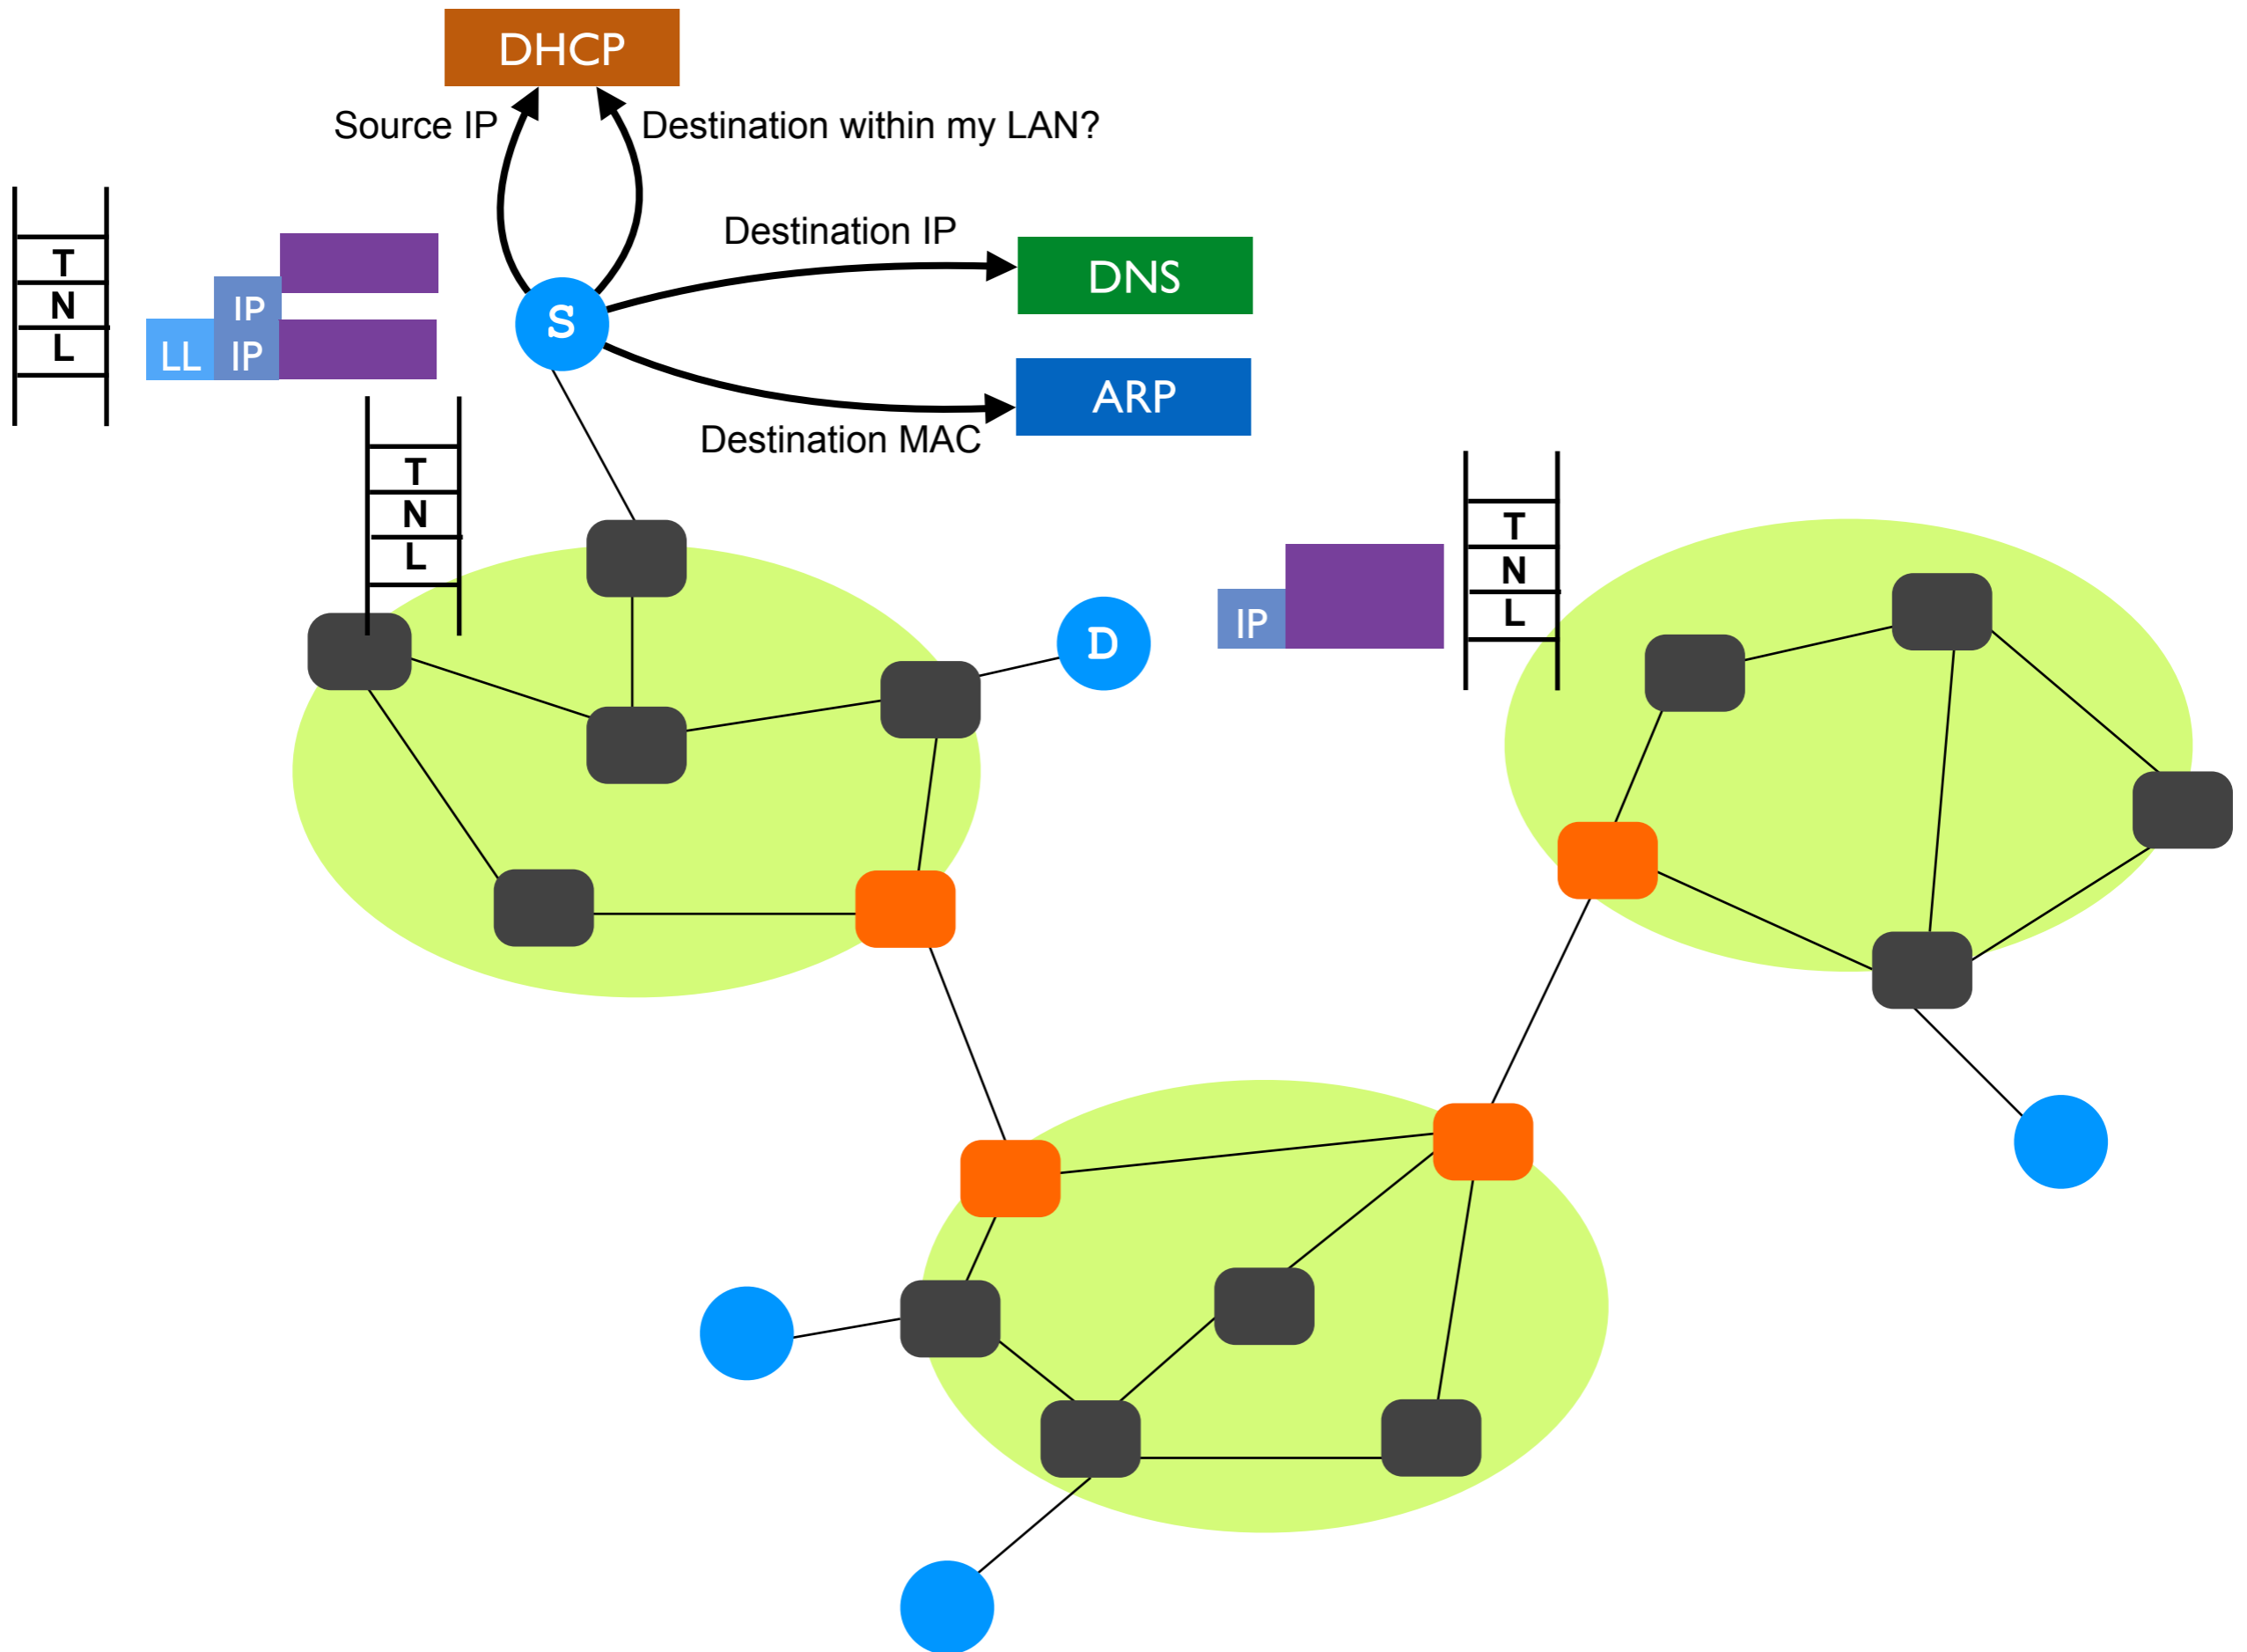 DHCP
Source IP
Destination within my LAN?
Destination IP
DNS
T
N
L
IP
LL
IP
S
ARP
Destination MAC
T
N
L
D
IP
T
N
L